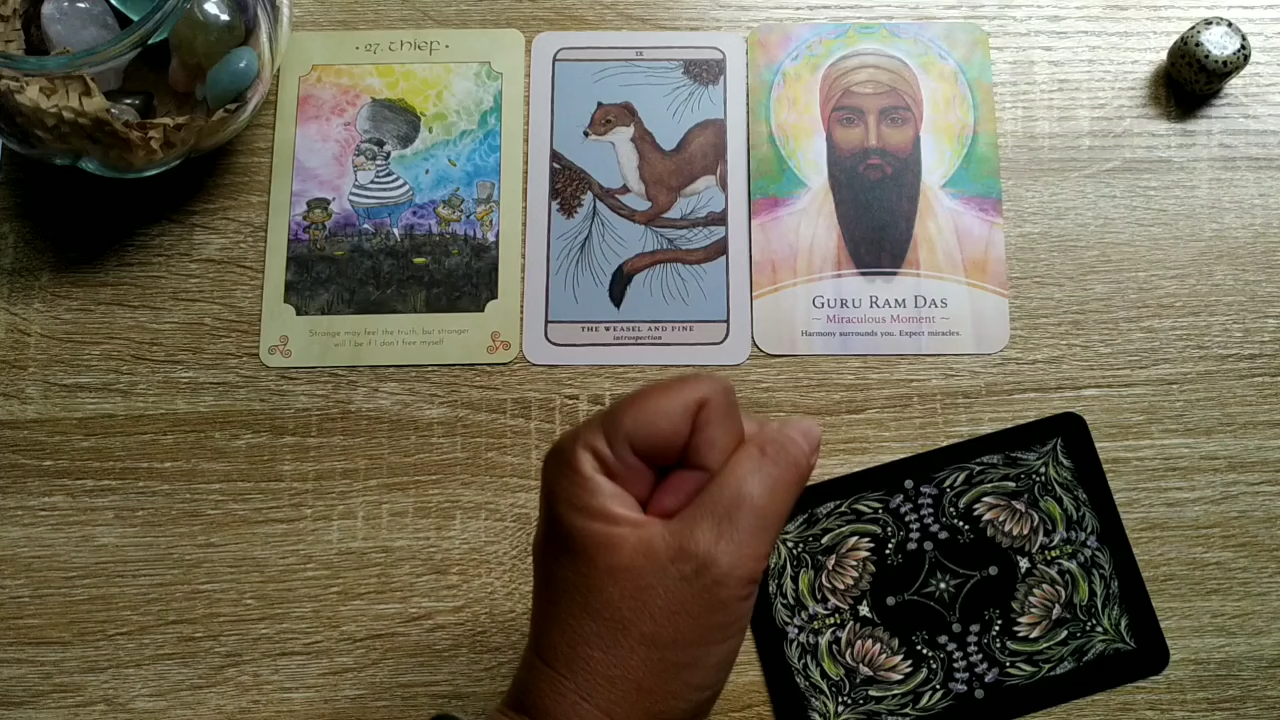 · 27. Thief ·
Strange may feel the truth, but stranger
will I be if I don't free myself
IX
THE WEASEL AND PINE
introspection
GURU RAM DAS
~ Miraculous Moment ~
Harmony surrounds you. Expect miracles.